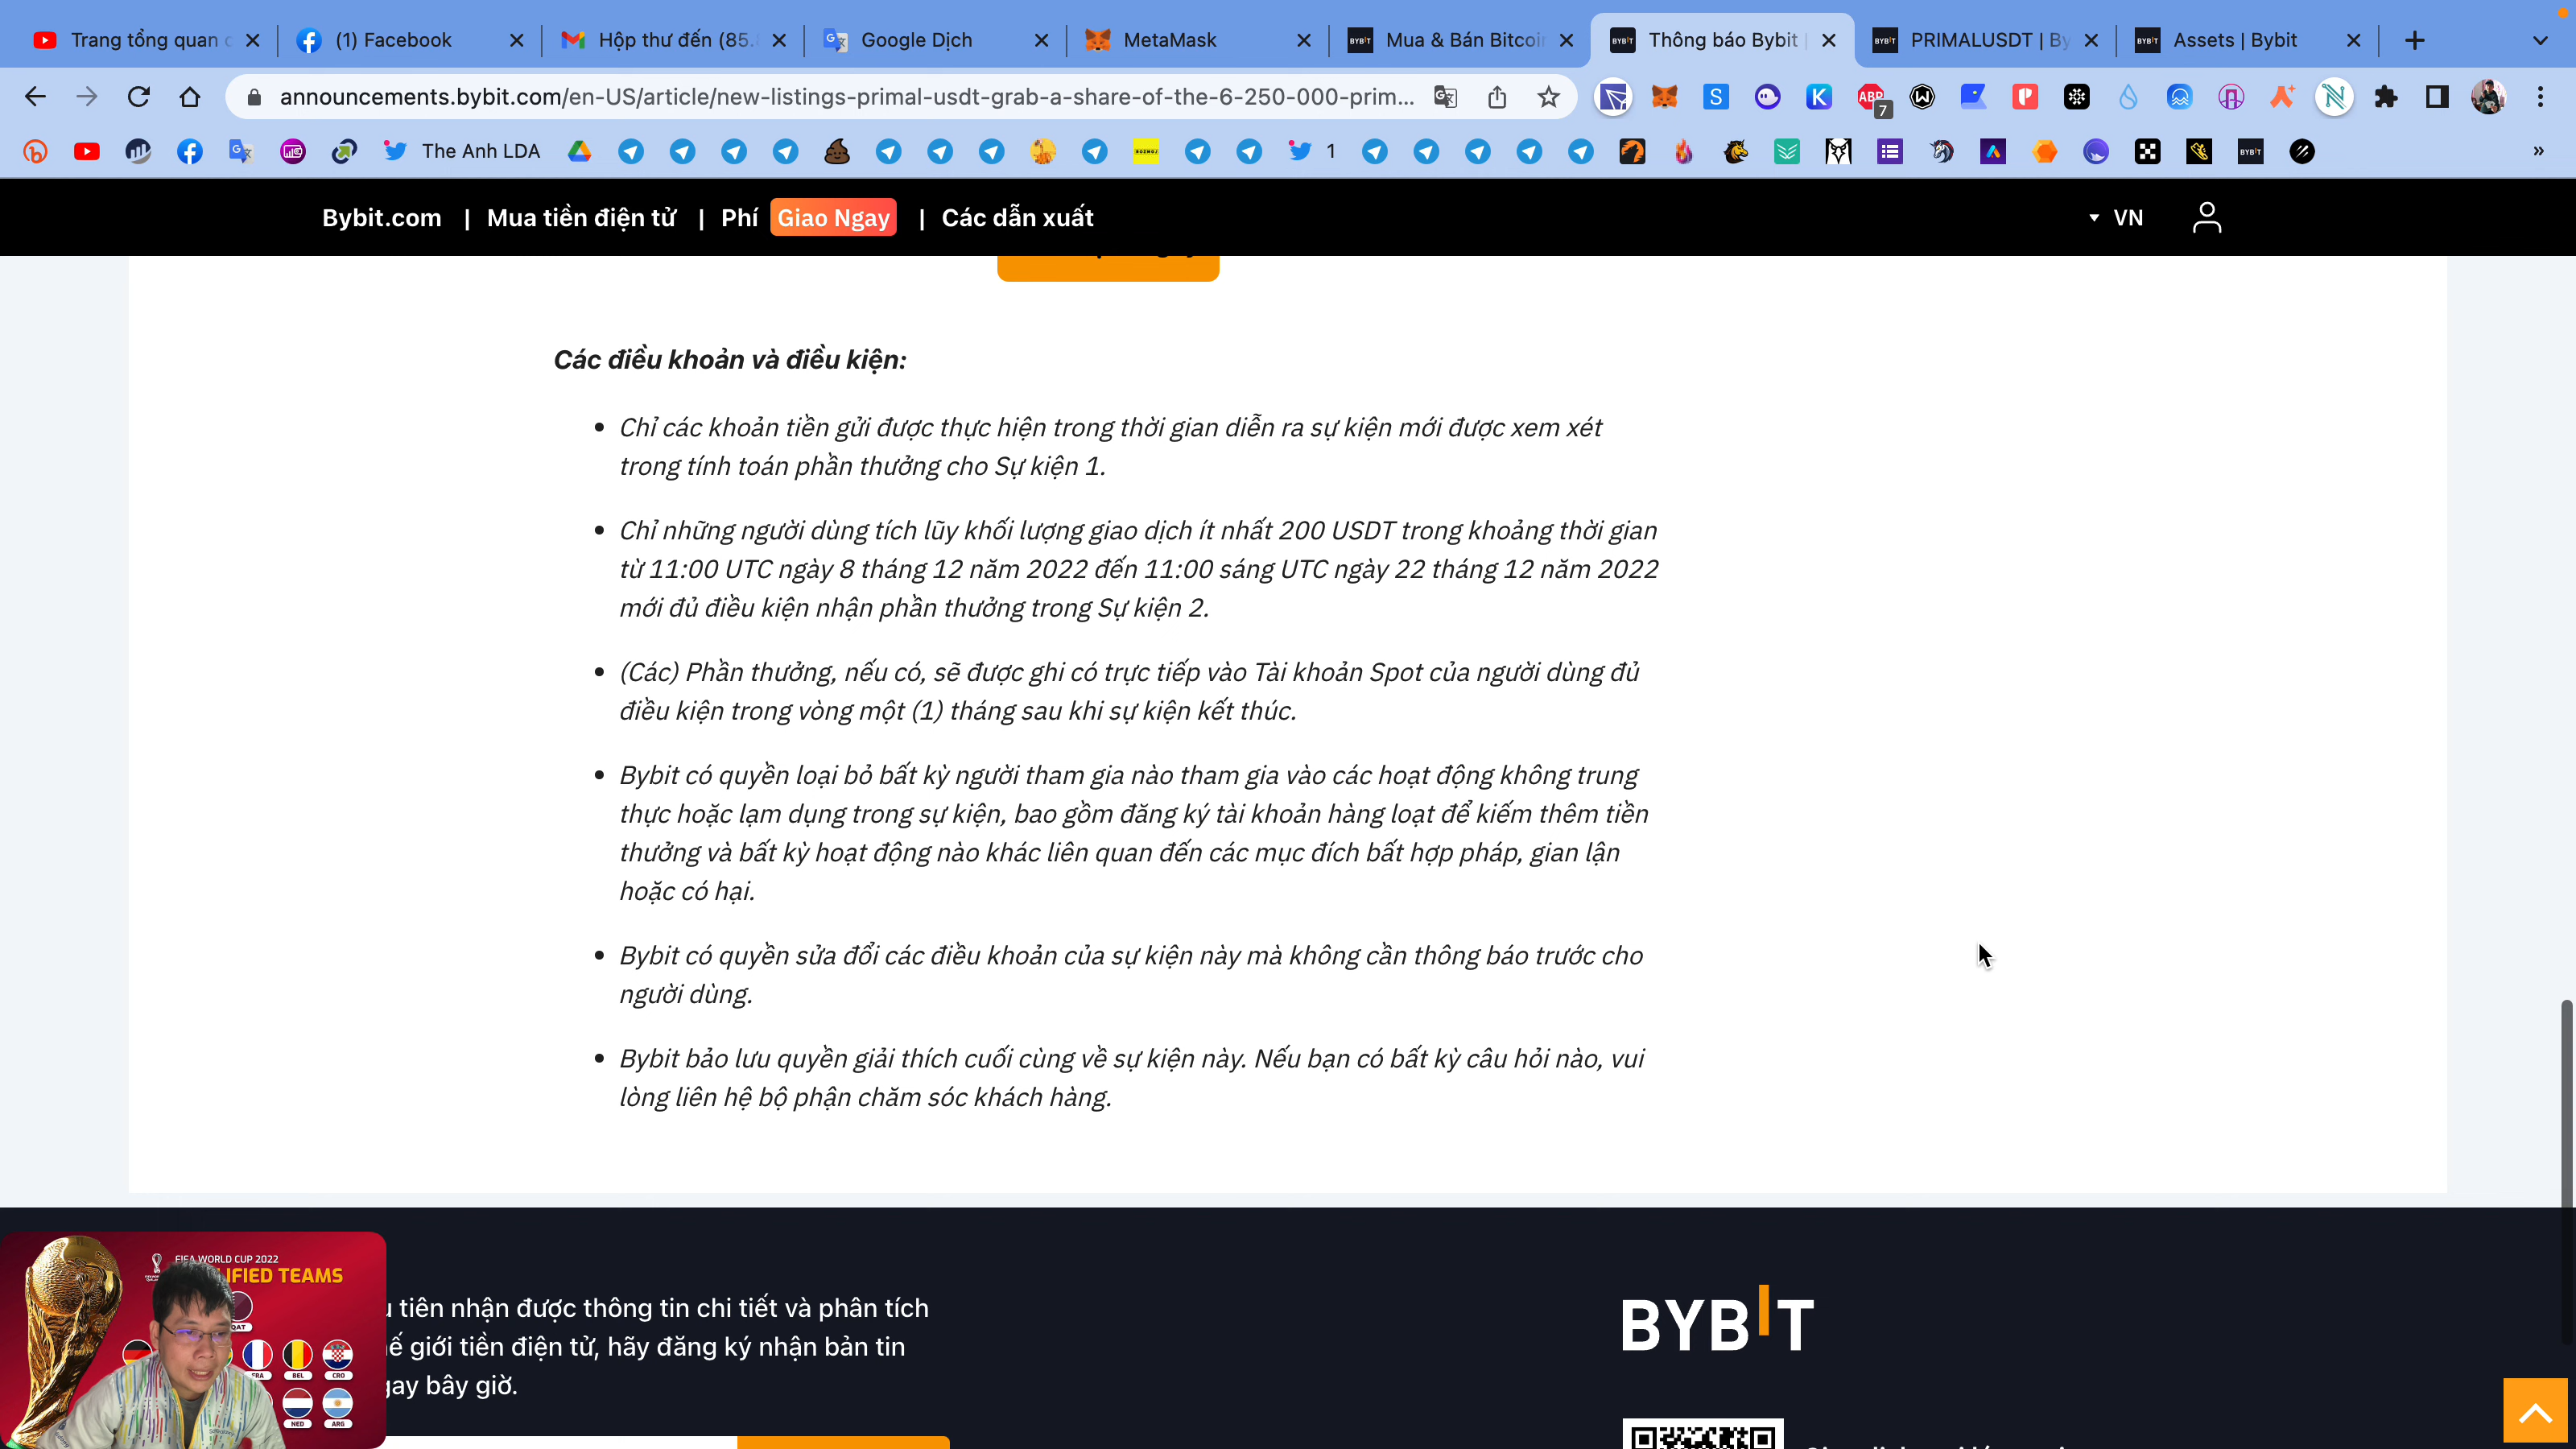 Trang tổng quan
(1) Facebook
Hộp thư đến (85.
Google Dịch
MetaMask
Mua & Bán Bitcoin
Thông báo Bybit |
PRIMALUSDT | By
Assets | Bybit
announcements.bybit.com/en-US/article/new-listings-primal-usdt-grab-a-share-of-the-6-250-000-prim...
ABP
7
The Anh LDA
1
Bybit.com | Mua tiền điện tử | Phí Giao Ngay | Các dẫn xuất
VN
Các điều khoản và điều kiện:
Chỉ các khoản tiền gửi được thực hiện trong thời gian diễn ra sự kiện mới được xem xét
trong tính toán phần thưởng cho Sự kiện 1.
Chỉ những người dùng tích lũy khối lượng giao dịch ít nhất 200 USDT trong khoảng thời gian
từ 11:00 UTC ngày 8 tháng 12 năm 2022 đến 11:00 sáng UTC ngày 22 tháng 12 năm 2022
mới đủ điều kiện nhận phần thưởng trong Sự kiện 2.
(Các) Phần thưởng, nếu có, sẽ được ghi có trực tiếp vào Tài khoản Spot của người dùng đủ
điều kiện trong vòng một (1) tháng sau khi sự kiện kết thúc.
Bybit có quyền loại bỏ bất kỳ người tham gia nào tham gia vào các hoạt động không trung
thực hoặc lạm dụng trong sự kiện, bao gồm đăng ký tài khoản hàng loạt để kiếm thêm tiền
thưởng và bất kỳ hoạt động nào khác liên quan đến các mục đích bất hợp pháp, gian lận
hoặc có hại.
Bybit có quyền sửa đổi các điều khoản của sự kiện này mà không cần thông báo trước cho
người dùng.
Bybit bảo lưu quyền giải thích cuối cùng về sự kiện này. Nếu bạn có bất kỳ câu hỏi nào, vui
lòng liên hệ bộ phận chăm sóc khách hàng.
FIFA WORLD CUP 2022
IFIED TEAMS
QAT
FRA
BEL
CRO
NED
ARG
tiên nhận được thông tin chi tiết và phân tích
giới tiền điện tử, hãy đăng ký nhận bản tin
gay bây giờ.
BYBIT